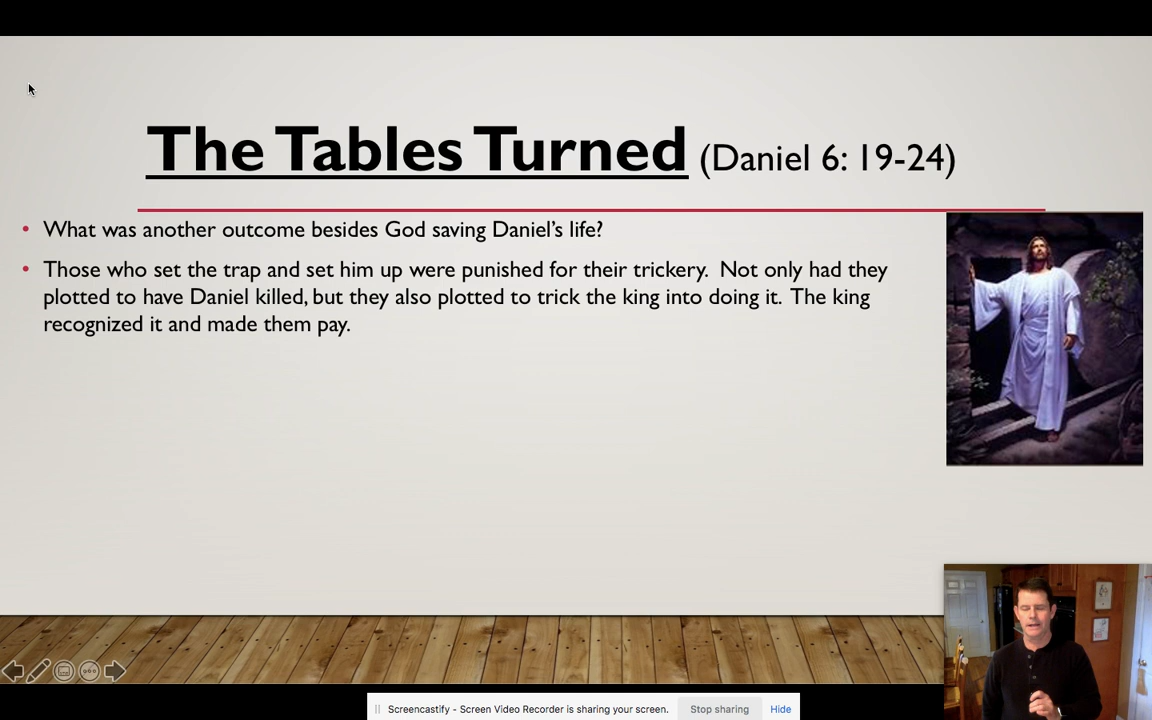 The Tables Turned (Daniel 6: 19-24)
• What was another outcome besides God saving Daniel's life?
• Those who set the trap and set him up were punished for their trickery.  Not only had they
plotted to have Daniel killed, but they also plotted to trick the king into doing it. The king
recognized it and made them pay.
Screencastify - Screen Video Recorder is sharing your screen. Stop sharing Hide